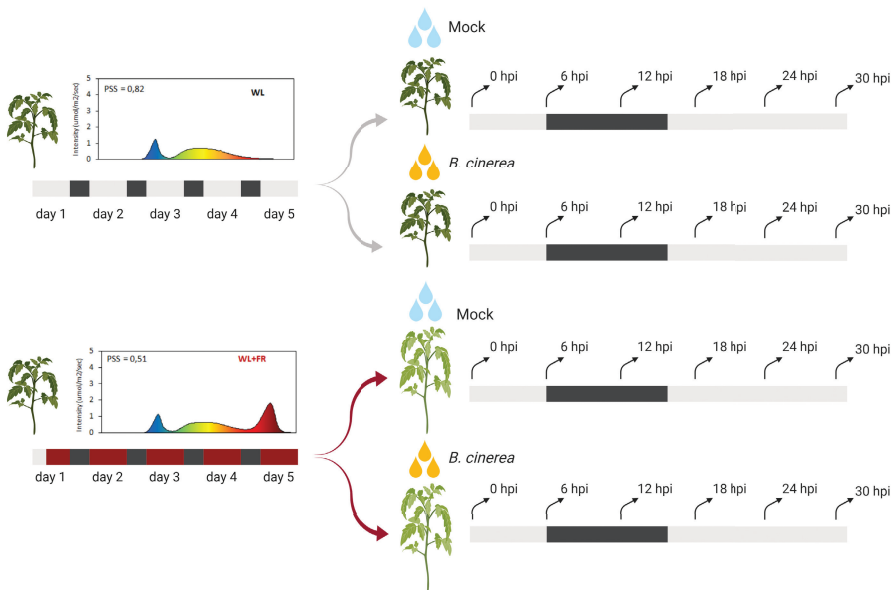 Mock
0 hpi 6 hpi 12 hpi 18 hpi 24 hpi 30 hpi
5
4
3
2
1
0
Intensity (umol/m2/sec)
PSS = 0,82
WL
B. cinerea
day 1 day 2 day 3 day 4 day 5
0 hpi 6 hpi 12 hpi 18 hpi 24 hpi 30 hpi
Mock
0 hpi 6 hpi 12 hpi 18 hpi 24 hpi 30 hpi
5
4
3
2
1
0
Intensity (umol/m2/sec)
PSS = 0,51
WL+FR
B. cinerea
day 1 day 2 day 3 day 4 day 5
0 hpi 6 hpi 12 hpi 18 hpi 24 hpi 30 hpi